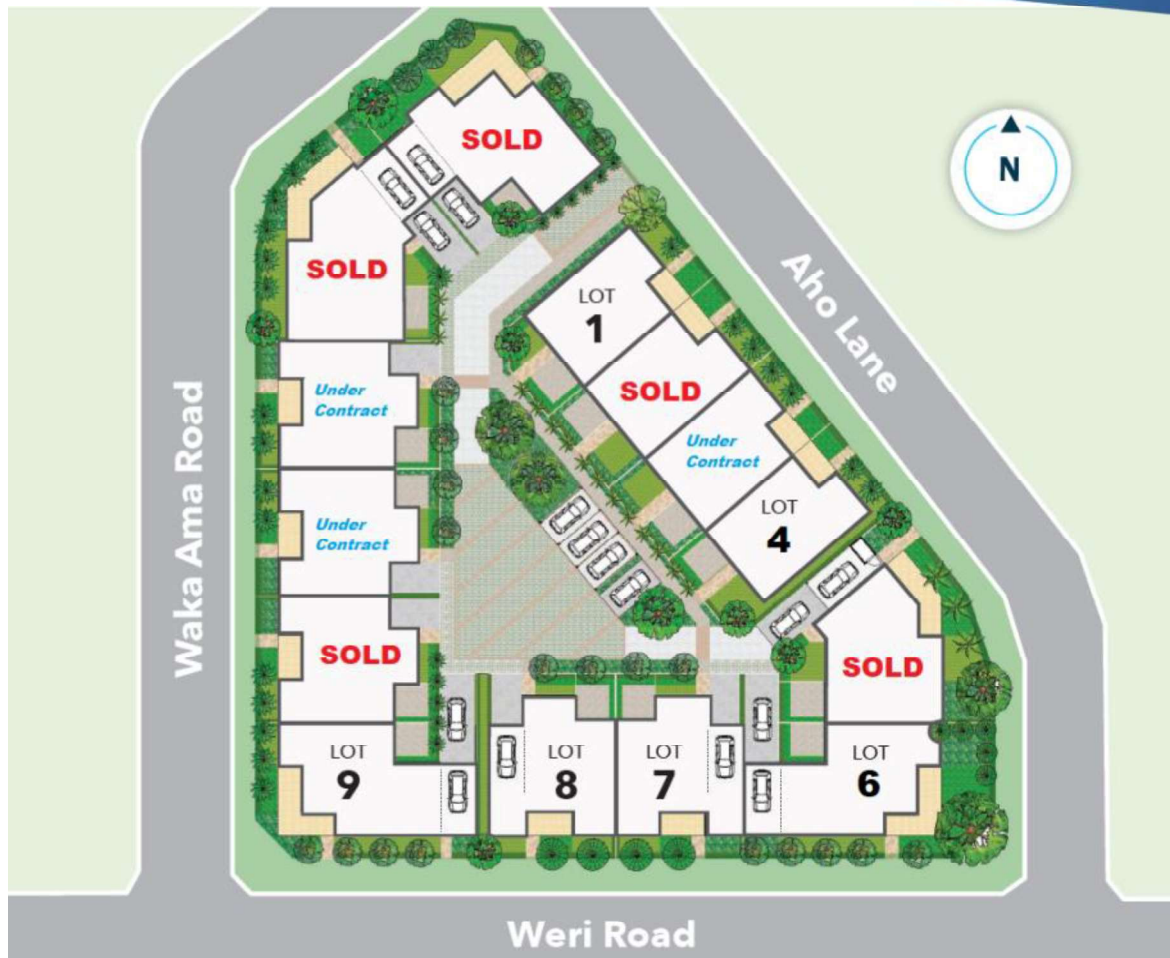 SOLD
N
SOLD
Aho Lane
LOT
1
SOLD
Under
Contract
Under
Contract
LOT
4
Waka Ama Road
Under
Contract
SOLD
SOLD
LOT
9
LOT
8
LOT
7
LOT
6
Weri Road